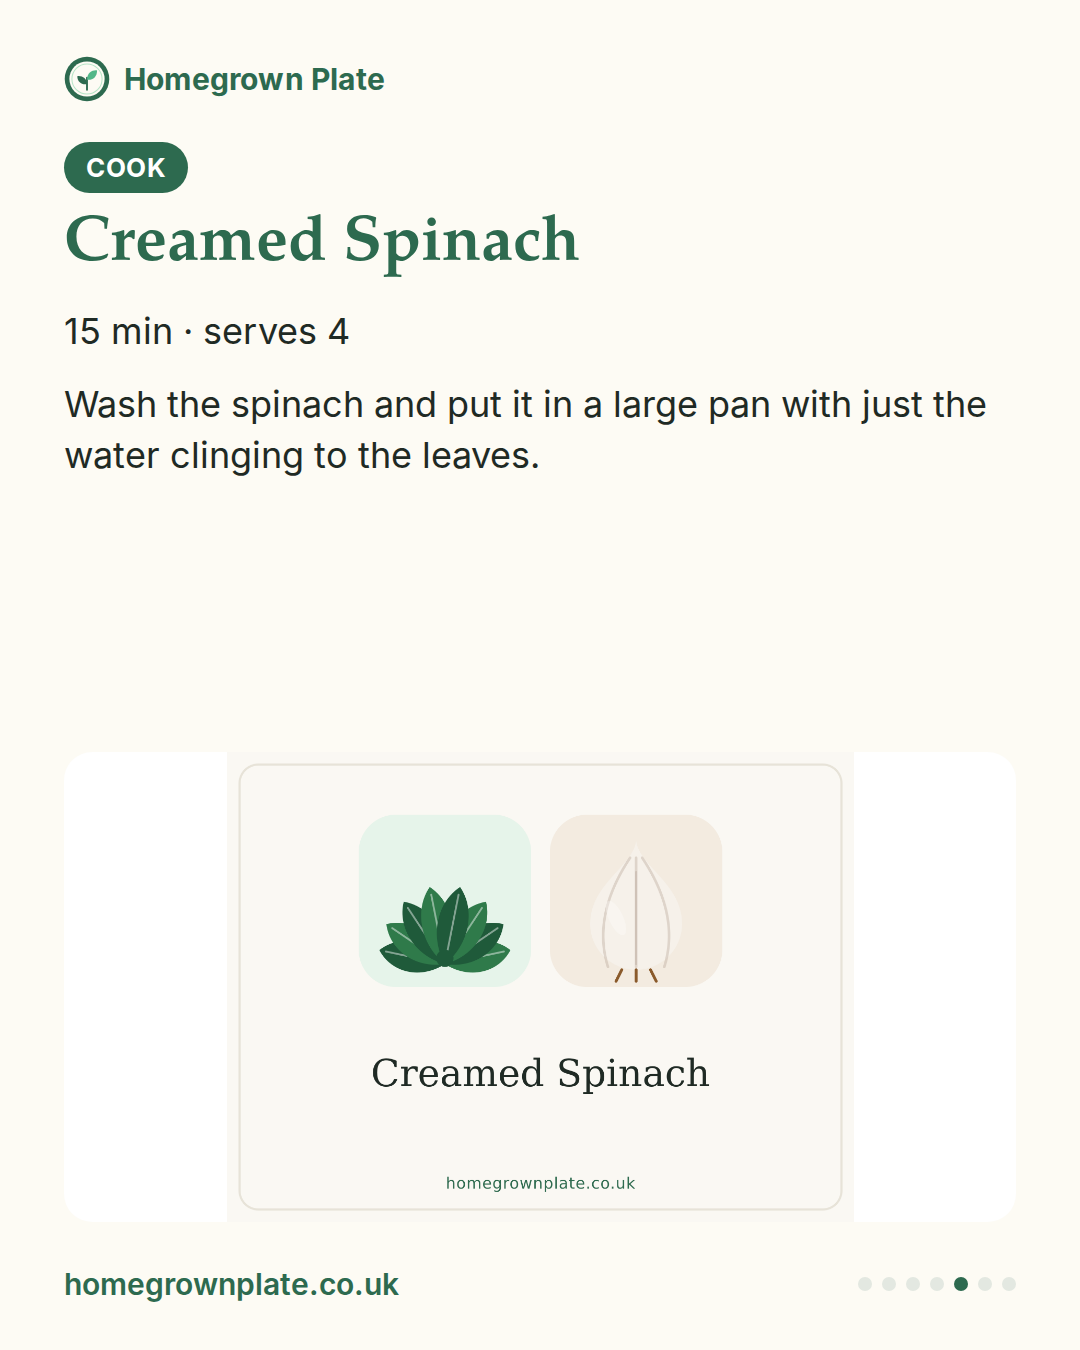 Homegrown Plate
COOK
Creamed Spinach
15 min · serves 4
Wash the spinach and put it in a large pan with just the
water clinging to the leaves.
Creamed Spinach
homegrownplate.co.uk
homegrownplate.co.uk